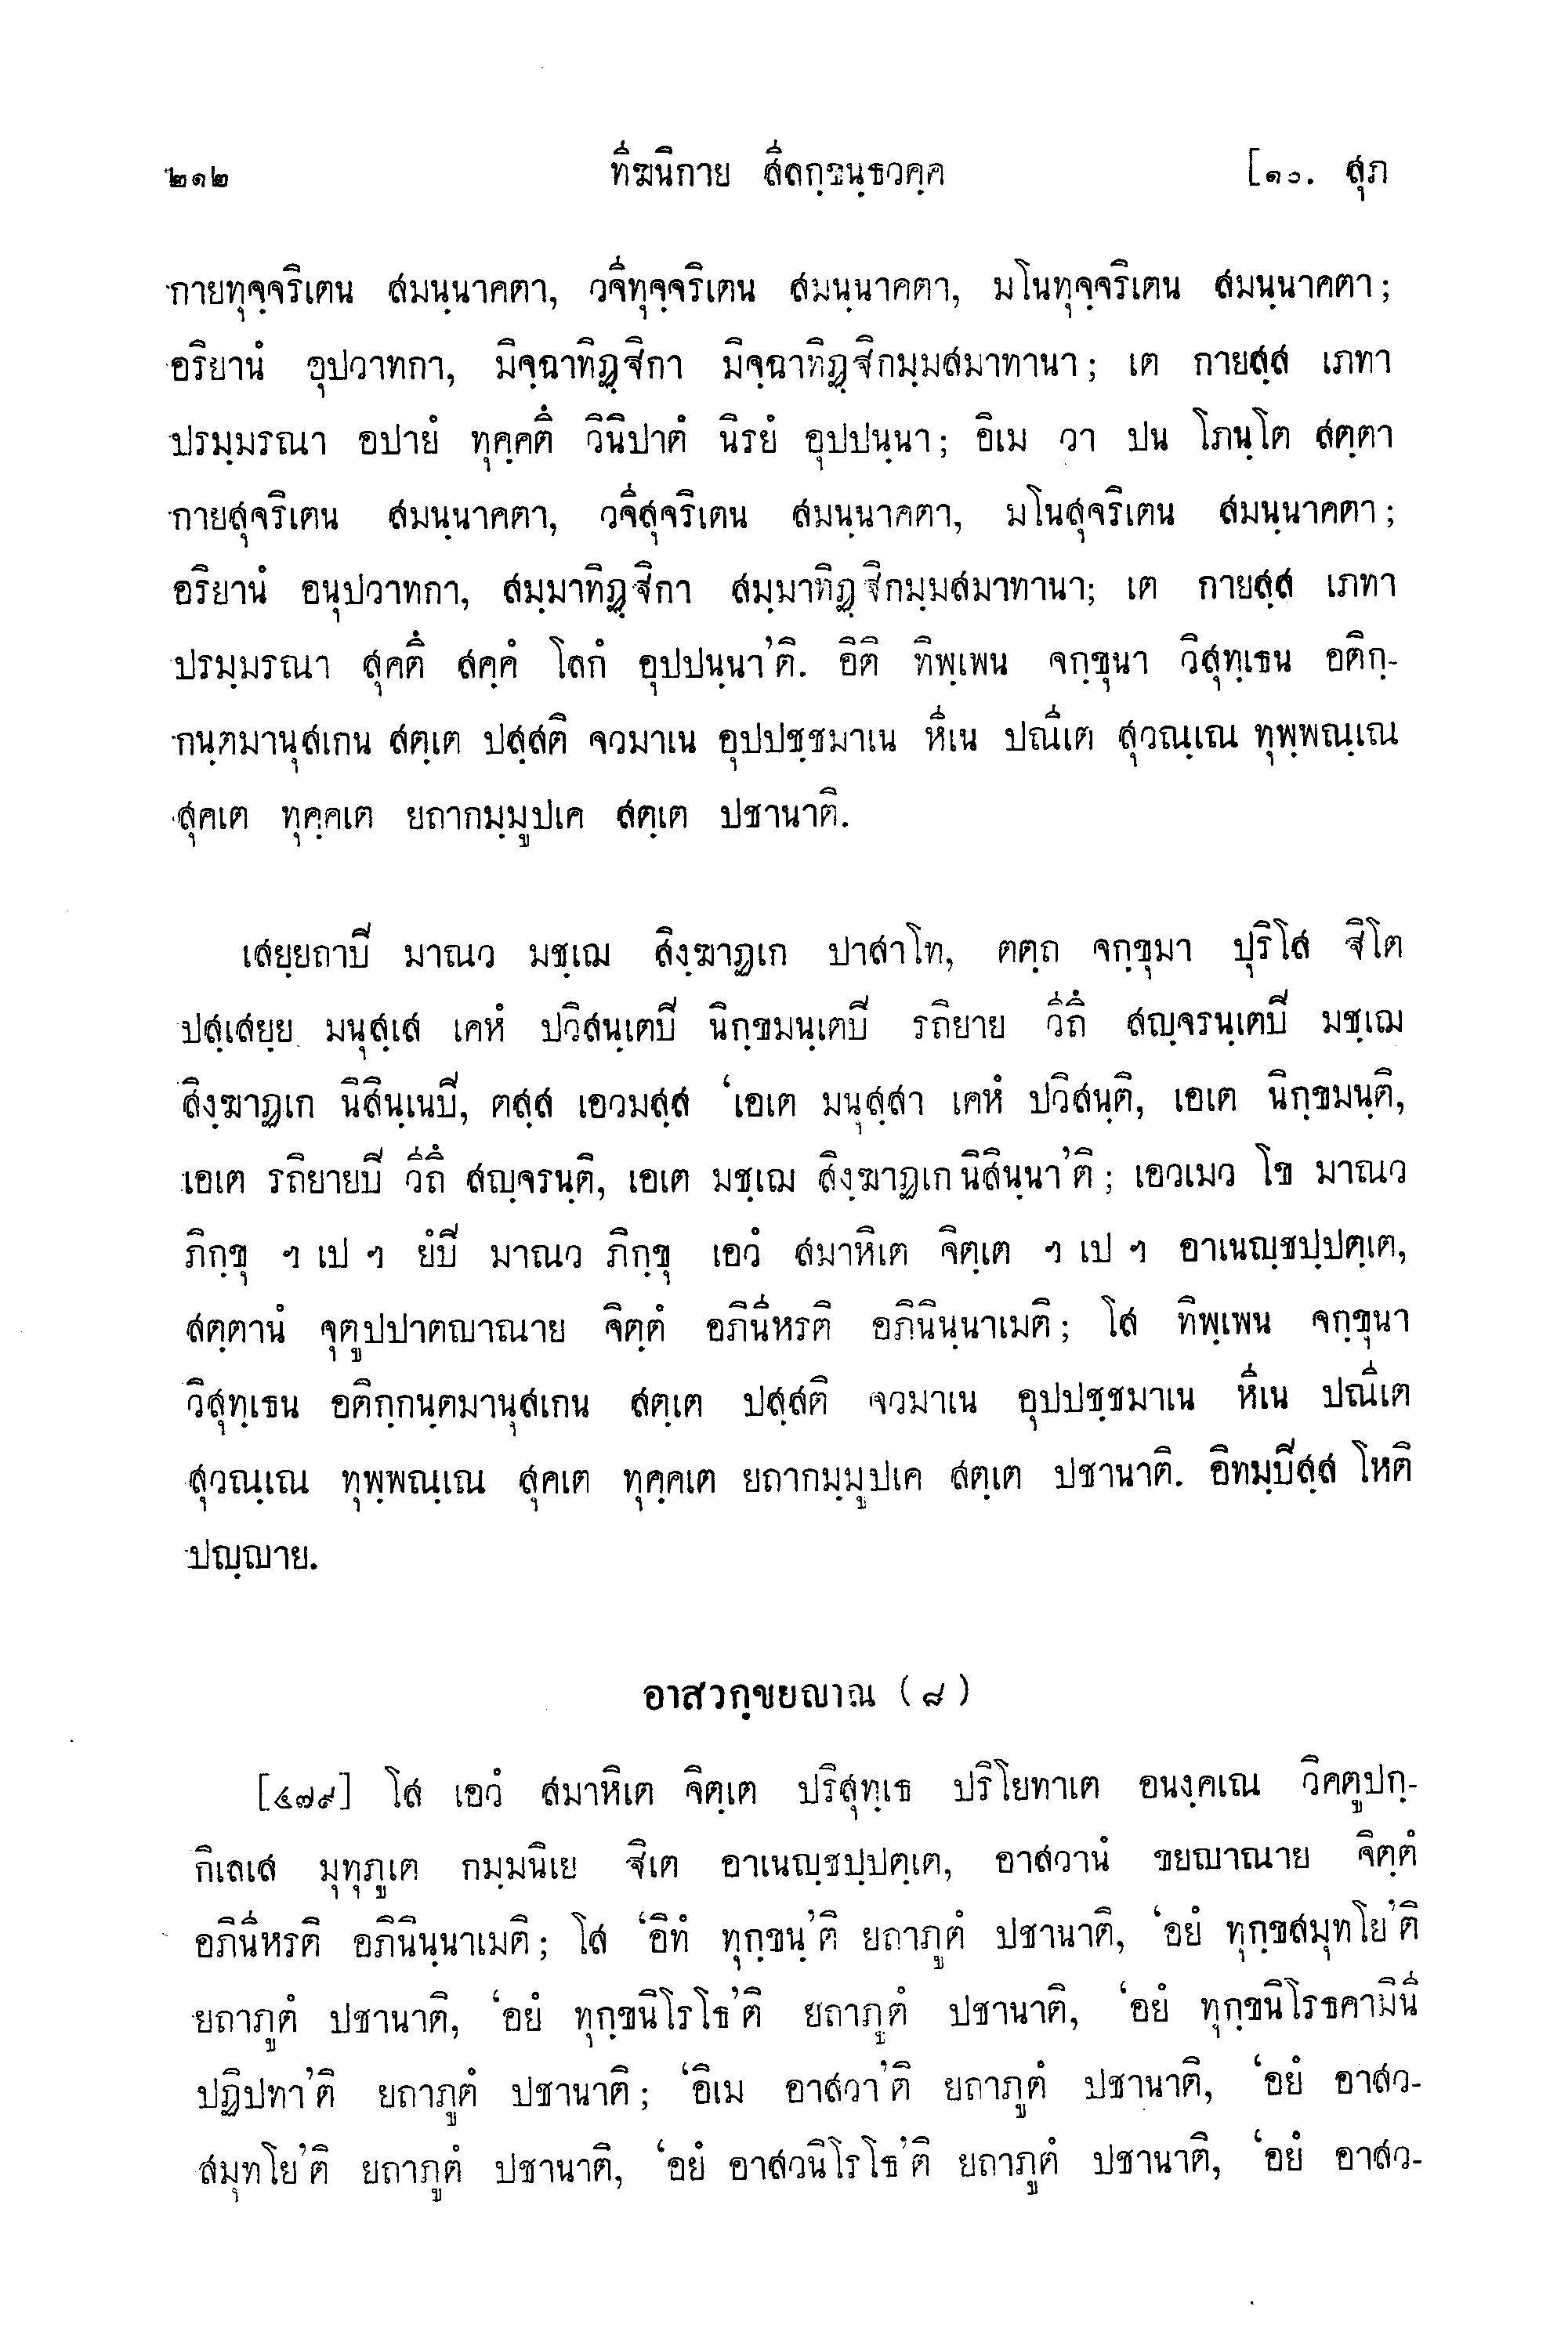 ๒๑๒ ทีฆนิกาย สีลกฺขนฺธวคฺค [๑๐. สุภ
กายทุจฺจริเตน สมนฺนาคตา, วจีทุจฺจริเตน สมนฺนาคตา, มโนทุจฺจริเตน สมนฺนาคตา;
อริยานํ อุปวาทกา, มิจฺฉาทิฏฺฐิกา มิจฺฉาทิฏฺฐิกมฺมสมาทานา; เต กายสฺส เภทา
ปรมฺมรณา อปายํ ทุคฺคตึ วินิปาตํ นิรยํ อุปปนฺนา; อิเม วา ปน โภนฺโต สตฺตา
กายสุจริเตน สมนฺนาคตา, วจีสุจริเตน สมนฺนาคตา, มโนสุจริเตน สมนฺนาคตา;
อริยานํ อนุปวาทกา, สมฺมาทิฏฺฐิกา สมฺมาทิฏฺฐิกมฺมสมาทานา; เต กายสฺส เภทา
ปรมฺมรณา สุคตึ สคฺคํ โลกํ อุปปนฺนา’ติ. อิติ ทิพฺเพน จกฺขุนา วิสุทฺเธน อติกฺ-
กนฺตมานุสเกน สตฺเต ปสฺสติ จวมาเน อุปปชฺชมาเน หีเน ปณีเต สุวณฺเณ ทุพฺพณฺเณ
สุคเต ทุคฺคเต ยถากมฺมูปเค สตฺเต ปชานาติ.
เสยฺยถาปิ มาณว มชฺเฌ สิงฺฆาฏเก ปาสาโท, ตตฺถ จกฺขุมา ปุริโส ฐิโต
ปสฺเสยฺย มนุสฺเส เคหํ ปวิสนฺเตปิ นิกฺขมนฺเตปิ รถิยาย วีถึ สญฺจรนฺเตปิ มชฺเฌ
สิงฺฆาฏเก นิสินฺเนปิ, ตสฺส เอวมสฺส ‘เอเต มนุสฺสา เคหํ ปวิสนฺติ, เอเต นิกฺขมนฺติ,
เอเต รถิยายปิ วีถึ สญฺจรนฺติ, เอเต มชฺเฌ สิงฺฆาฏเก นิสินฺนา’ติ; เอวเมว โข มาณว
ภิกฺขุ ฯ เป ฯ ยํปิ มาณว ภิกฺขุ เอวํ สมาหิเต จิตฺเต ฯ เป ฯ อาเนญฺชปฺปตฺเต,
สตฺตานํ จุตูปปาตญาณาย จิตฺตํ อภินีหรติ อภินินฺนาเมติ; โส ทิพฺเพน จกฺขุนา
วิสุทฺเธน อติกฺกนฺตมานุสเกน สตฺเต ปสฺสติ จวมาเน อุปปชฺชมาเน หีเน ปณีเต
สุวณฺเณ ทุพฺพณฺเณ สุคเต ทุคฺคเต ยถากมฺมูปเค สตฺเต ปชานาติ. อิทมฺปิสฺส โหติ
ปญฺญาย.
อาสวกฺขยญาณ (๘)
[๔๗๙] โส เอวํ สมาหิเต จิตฺเต ปริสุทฺเธ ปริโยทาเต อนงฺคเณ วิคตูปกฺ-
กิเลเส มุทุภูเต กมฺมนิเย ฐิเต อาเนญฺชปฺปตฺเต, อาสวานํ ขยญาณาย จิตฺตํ
อภินีหรติ อภินินฺนาเมติ; โส ‘อิทํ ทุกฺขนฺ’ติ ยถาภูตํ ปชานาติ, ‘อยํ ทุกฺขสมุทโย’ติ
ยถาภูตํ ปชานาติ, ‘อยํ ทุกฺขนิโรโธ’ติ ยถาภูตํ ปชานาติ, ‘อยํ ทุกฺขนิโรธคามินี
ปฏิปทา’ติ ยถาภูตํ ปชานาติ; ‘อิเม อาสวา’ติ ยถาภูตํ ปชานาติ, ‘อยํ อาสว-
สมุทโย’ติ ยถาภูตํ ปชานาติ, ‘อยํ อาสวนิโรโธ’ติ ยถาภูตํ ปชานาติ, ‘อยํ อาสว-